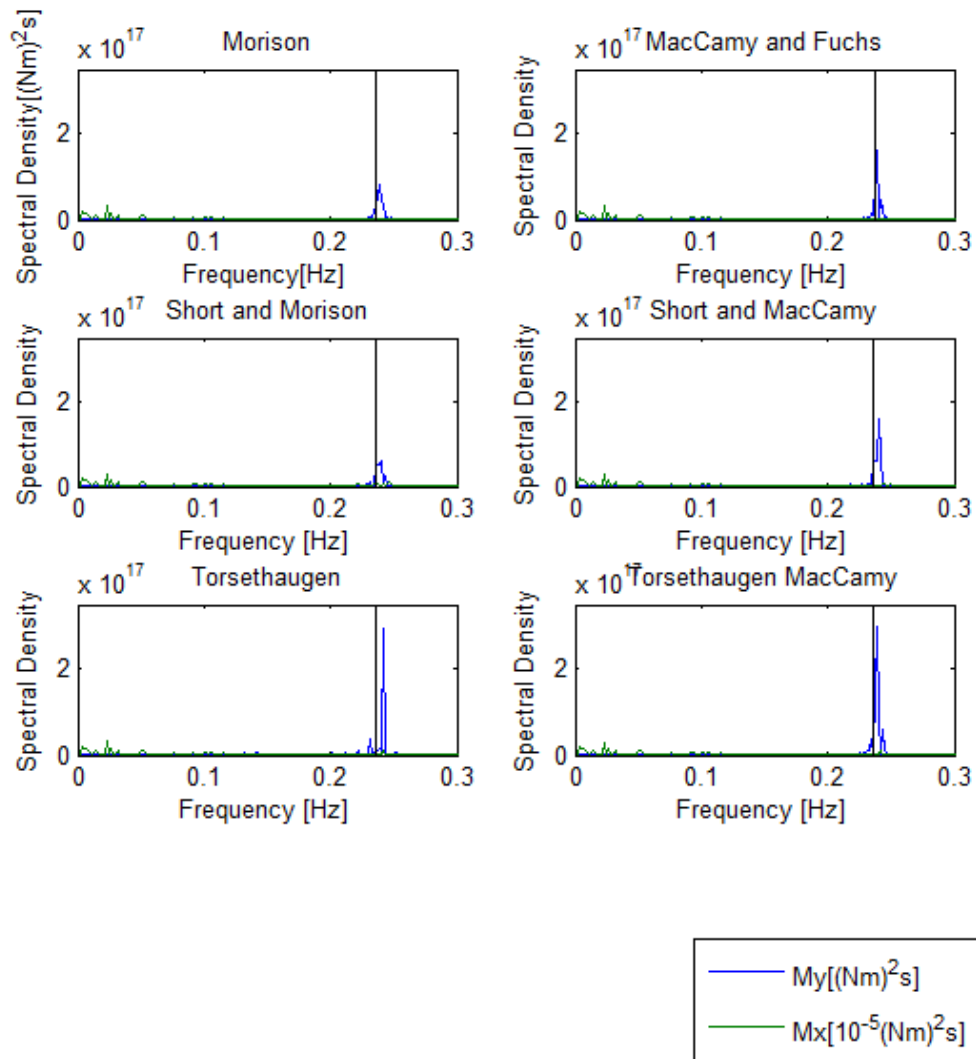 x 10^17 Morison
Spectral Density[(Nm)^2s]
2
0
0 0.1 0.2 0.3
Frequency[Hz]
x 10^17 MacCamy and Fuchs
Spectral Density
2
0
0 0.1 0.2 0.3
Frequency [Hz]
x 10^17 Short and Morison
Spectral Density
2
0
0 0.1 0.2 0.3
Frequency [Hz]
x 10^17 Short and MacCamy
Spectral Density
2
0
0 0.1 0.2 0.3
Frequency [Hz]
x 10^17 Torsethaugen
Spectral Density
2
0
0 0.1 0.2 0.3
Frequency [Hz]
x 10^17 Torsethaugen MacCamy
Spectral Density
2
0
0 0.1 0.2 0.3
Frequency [Hz]
My[(Nm)^2s]
Mx[10^-5(Nm)^2s]